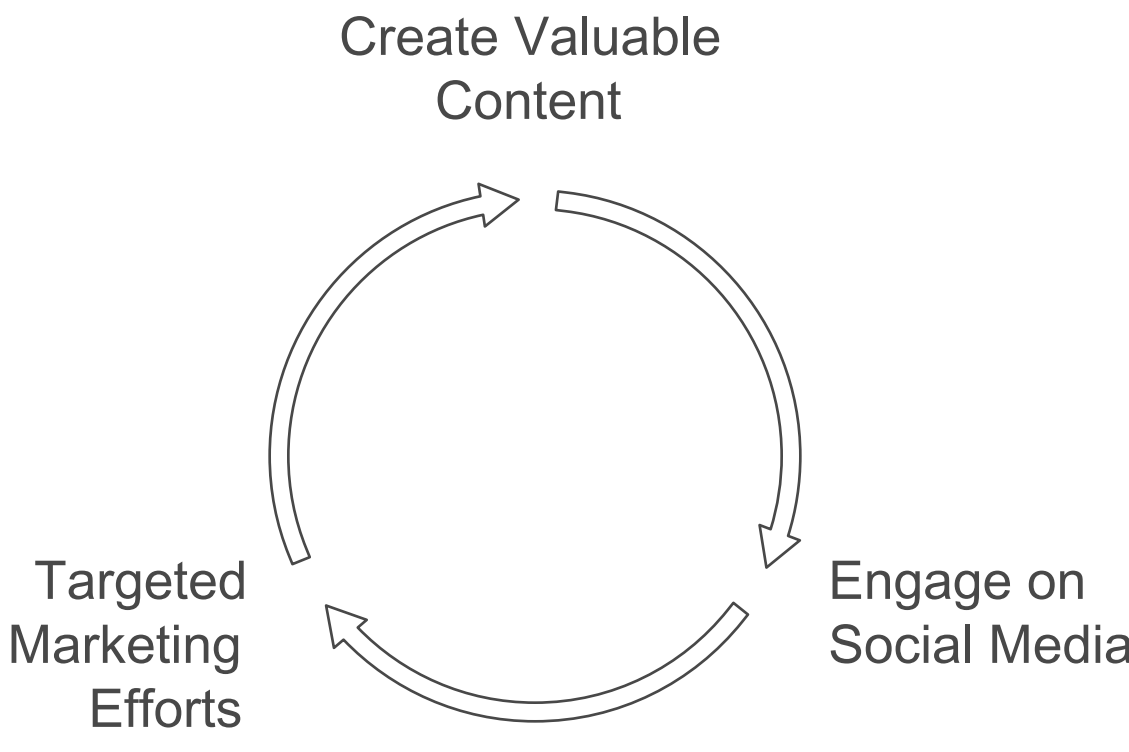 Create Valuable
Content
Engage on
Social Media
Targeted
Marketing
Efforts